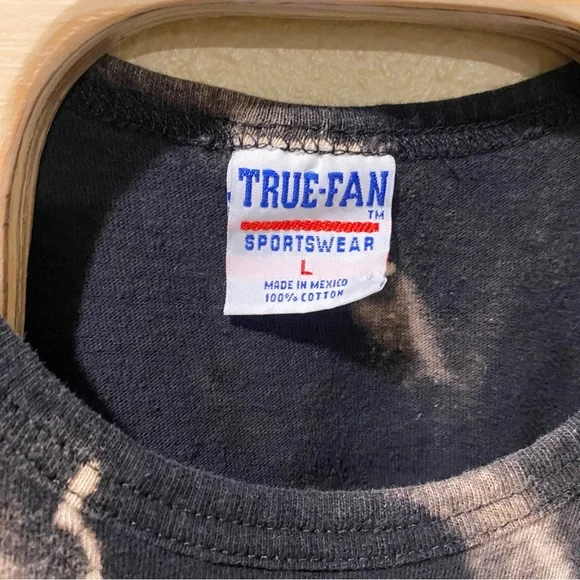 TRUE-FAN
TM
SPORTSWEAR
L
MADE IN MEXICO
100% COTTON